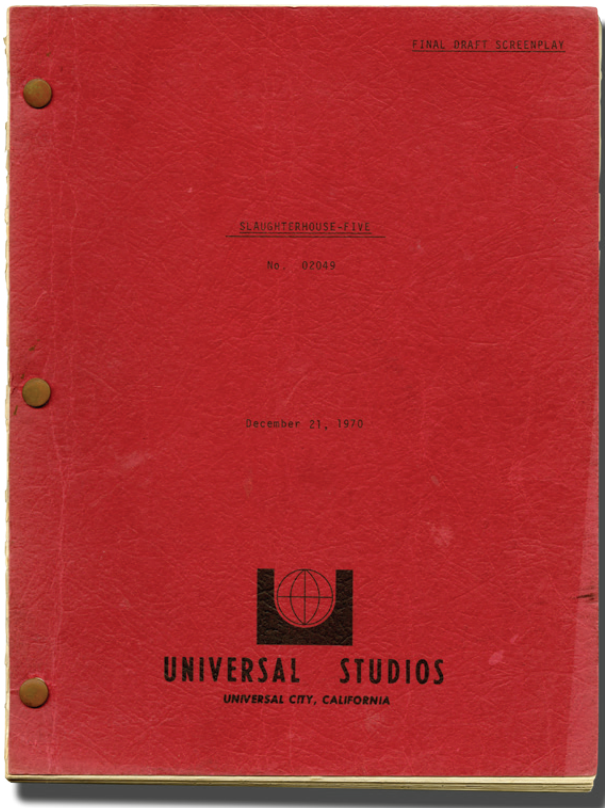 FINAL DRAFT SCREENPLAY
SLAUGHTERHOUSE-FIVE
No. 02049
December 21, 1970
UNIVERSAL STUDIOS
UNIVERSAL CITY, CALIFORNIA